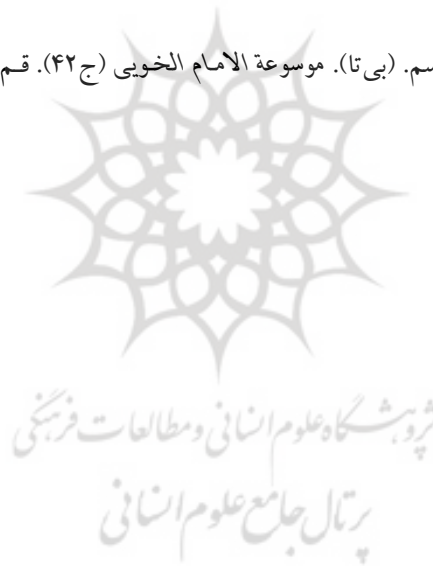 سم. (بی‌تا). موسوعة الامام الخویی (ج۴۲). قم
پژوهشگاه علوم انسانی و مطالعات فرهنگی
پرتال جامع علوم انسانی